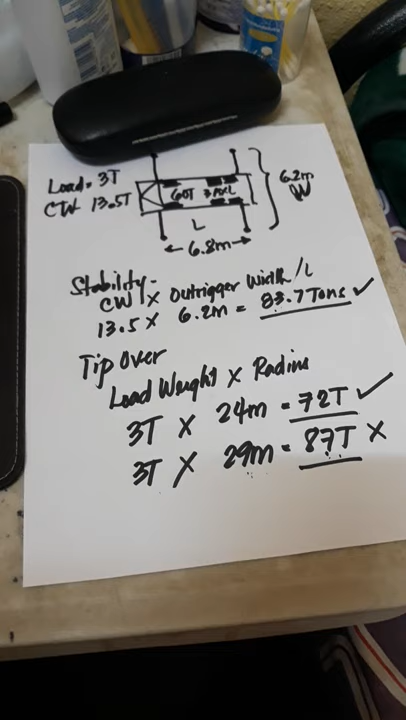 Load = 3T
CW 13.5T
60T 3 AXL
6.2m
W
L
6.8m
Stability -
CW X Outrigger Width/L
13.5 X 6.2m = 83.7 Tons ✓
Tip Over
Load Weight X Radius
3T X 24m = 72T ✓
3T X 29m = 87T X